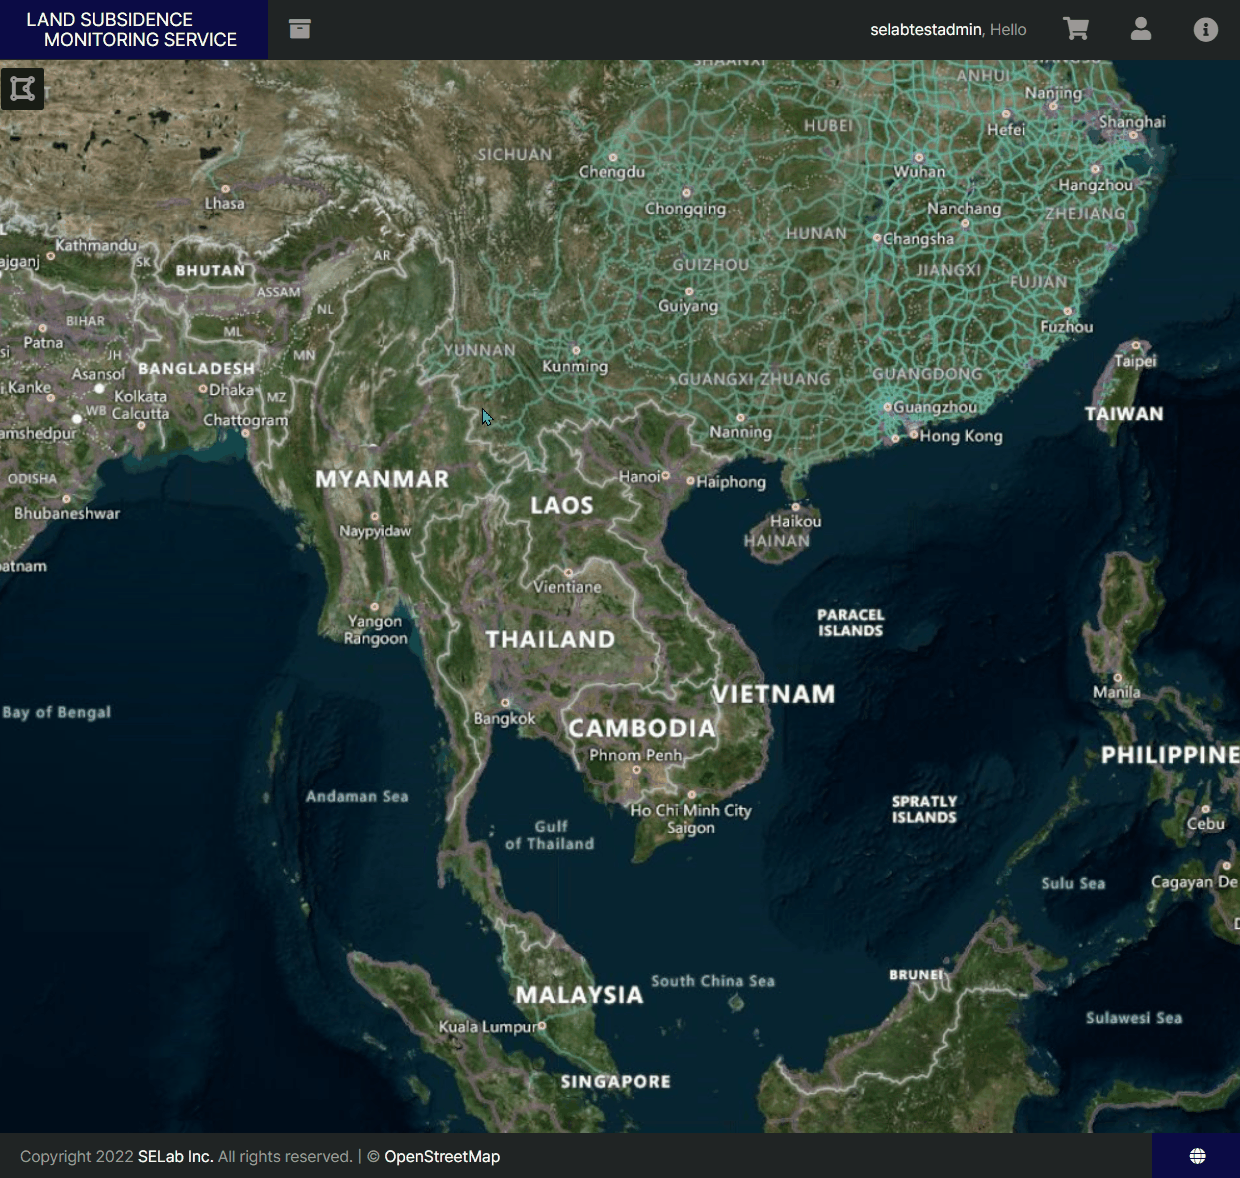 LAND SUBSIDENCE
MONITORING SERVICE
selabtestadmin, Hello
SHAANXI
ANHUI
Nanjing
Shanghai
Hefei
HUBEI
SICHUAN
Chengdu
Wuhan
Hangzhou
Lhasa
Chongqing
Nanchang
ZHEJIANG
HUNAN
Changsha
Kathmandu
ajganj
SK
BHUTAN
AR
GUIZHOU
JIANGXI
FUJIAN
ASSAM
NL
Guiyang
BIHAR
Patna
ML
Fuzhou
JH
MN
YUNNAN
Kunming
Taipei
Asansol
BANGLADESH
GUANGXI ZHUANG
GUANGDONG
Kanke
Kolkata
Dhaka
MZ
WB
Calcutta
Chattogram
Guangzhou
TAIWAN
amshedpur
Nanning
Hong Kong
ODISHA
MYANMAR
Hanoi
Haiphong
Bhubaneshwar
LAOS
Naypyidaw
Haikou
HAINAN
atnam
Vientiane
Yangon
Rangoon
THAILAND
PARACEL
ISLANDS
Bay of Bengal
Bangkok
VIETNAM
Manila
CAMBODIA
Phnom Penh
PHILIPPINE
Andaman Sea
Ho Chi Minh City
Saigon
SPRATLY
ISLANDS
Gulf
of Thailand
Cebu
Sulu Sea
Cagayan De
BRUNEI
South China Sea
MALAYSIA
Kuala Lumpur
Sulawesi Sea
SINGAPORE
Copyright 2022 SELab Inc. All rights reserved. | © OpenStreetMap